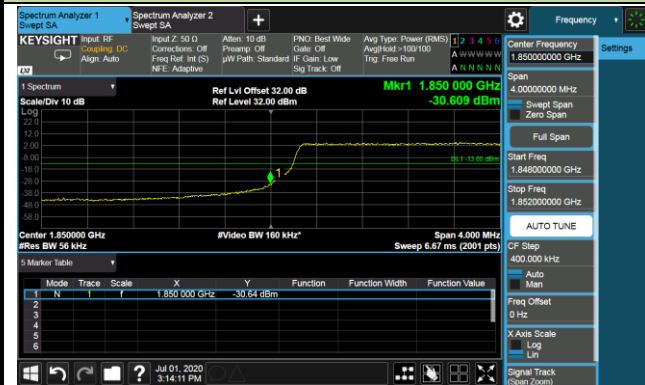 Spectrum Analyzer 1
Swept SA
Spectrum Analyzer 2
Swept SA
+
Frequency
KEYSIGHT
Input: RF
Coupling: DC
Align: Auto
Input Z: 50 Ω
Corrections: Off
Freq Ref: Int (S)
NFE: Adaptive
Atten: 10 dB
Preamp: Off
µW Path: Standard
PNO: Best Wide
Gate: Off
IF Gain: Low
Sig Track: Off
Avg Type: Power (RMS)
Avg|Hold:>100/100
Trig: Free Run
1 2 3 4 5 6
A W W W W W
A N N N N N
LM
1 Spectrum
Scale/Div 10 dB
Ref Lvl Offset 32.00 dB
Ref Level 32.00 dBm
Mkr1 1.850 000 GHz
-30.609 dBm
Log
22.0
12.0
2.00
-8.00
-18.0
-28.0
-38.0
-48.0
-58.0
DL1 -13.00 dBm
1
Center 1.850000 GHz
#Res BW 56 kHz
#Video BW 160 kHz*
Span 4.000 MHz
Sweep 6.67 ms (2001 pts)
5 Marker Table
Mode Trace Scale X Y Function Function Width Function Value
1 N 1 f 1.850 000 GHz -30.64 dBm
2
3
4
5
6
Jul 01, 2020
3:14:11 PM
Center Frequency
1.850000000 GHz
Settings
Span
4.00000000 MHz
Swept Span
Zero Span
Full Span
Start Freq
1.848000000 GHz
Stop Freq
1.852000000 GHz
AUTO TUNE
CF Step
400.000 kHz
Auto
Man
Freq Offset
0 Hz
X Axis Scale
Log
Lin
Signal Track
(Span Zoom)